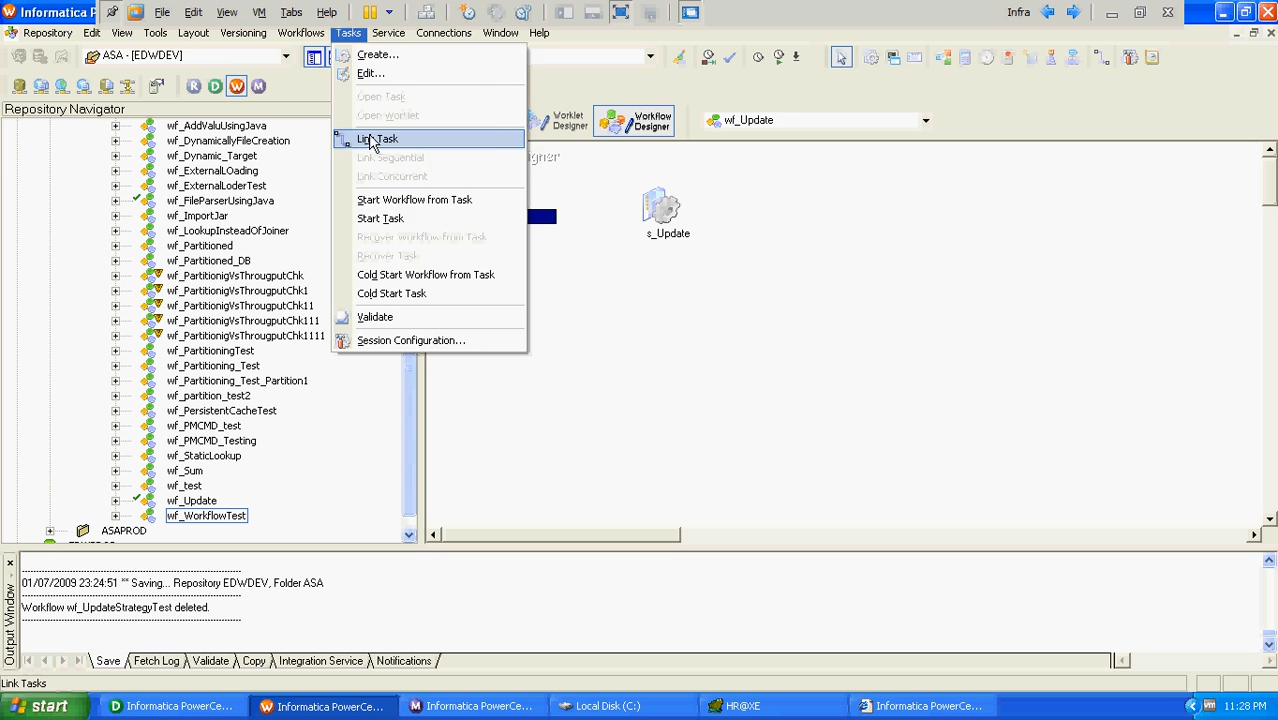 Informatica Po
File Edit View VM Tabs Help
Infra
Repository Edit View Tools Layout Versioning Workflows Tasks Service Connections Window Help
ASA - [EDWDEV]
R D W M
Repository Navigator
Worklet Designer
Workflow Designer
wf_Update
Create...
Edit...
Open Task
Open Worklet
Link Task
Link Sequential
Link Concurrent
Start Workflow from Task
Start Task
Recover Workflow from Task
Recover Task
Cold Start Workflow from Task
Cold Start Task
Validate
Session Configuration...
s_Update
wf_AddValuUsingJava
wf_DynamicallyFileCreation
wf_Dynamic_Target
wf_ExternalLOading
wf_ExternalLoderTest
wf_FileParserUsingJava
wf_ImportJar
wf_LookupInsteadOfJoiner
wf_Partitioned
wf_Partitioned_DB
wf_PartitionigVsThrougputChk
wf_PartitionigVsThrougputChk1
wf_PartitionigVsThrougputChk11
wf_PartitionigVsThrougputChk111
wf_PartitionigVsThrougputChk1111
wf_PartitioningTest
wf_Partitioning_Test
wf_Partitioning_Test_Partition1
wf_partition_test2
wf_PersistentCacheTest
wf_PMCMD_test
wf_PMCMD_Testing
wf_StaticLookup
wf_Sum
wf_test
wf_Update
wf_WorkflowTest
ASAPROD
Output Window
01/07/2009 23:24:51 ** Saving... Repository EDWDEV, Folder ASA
Workflow wf_UpdateStrategyTest deleted.
Save Fetch Log Validate Copy Integration Service Notifications
Link Tasks
start
Informatica PowerCe...
Informatica PowerCe...
Informatica PowerCe...
Local Disk (C:)
HR@XE
Informatica PowerCe...
11:28 PM